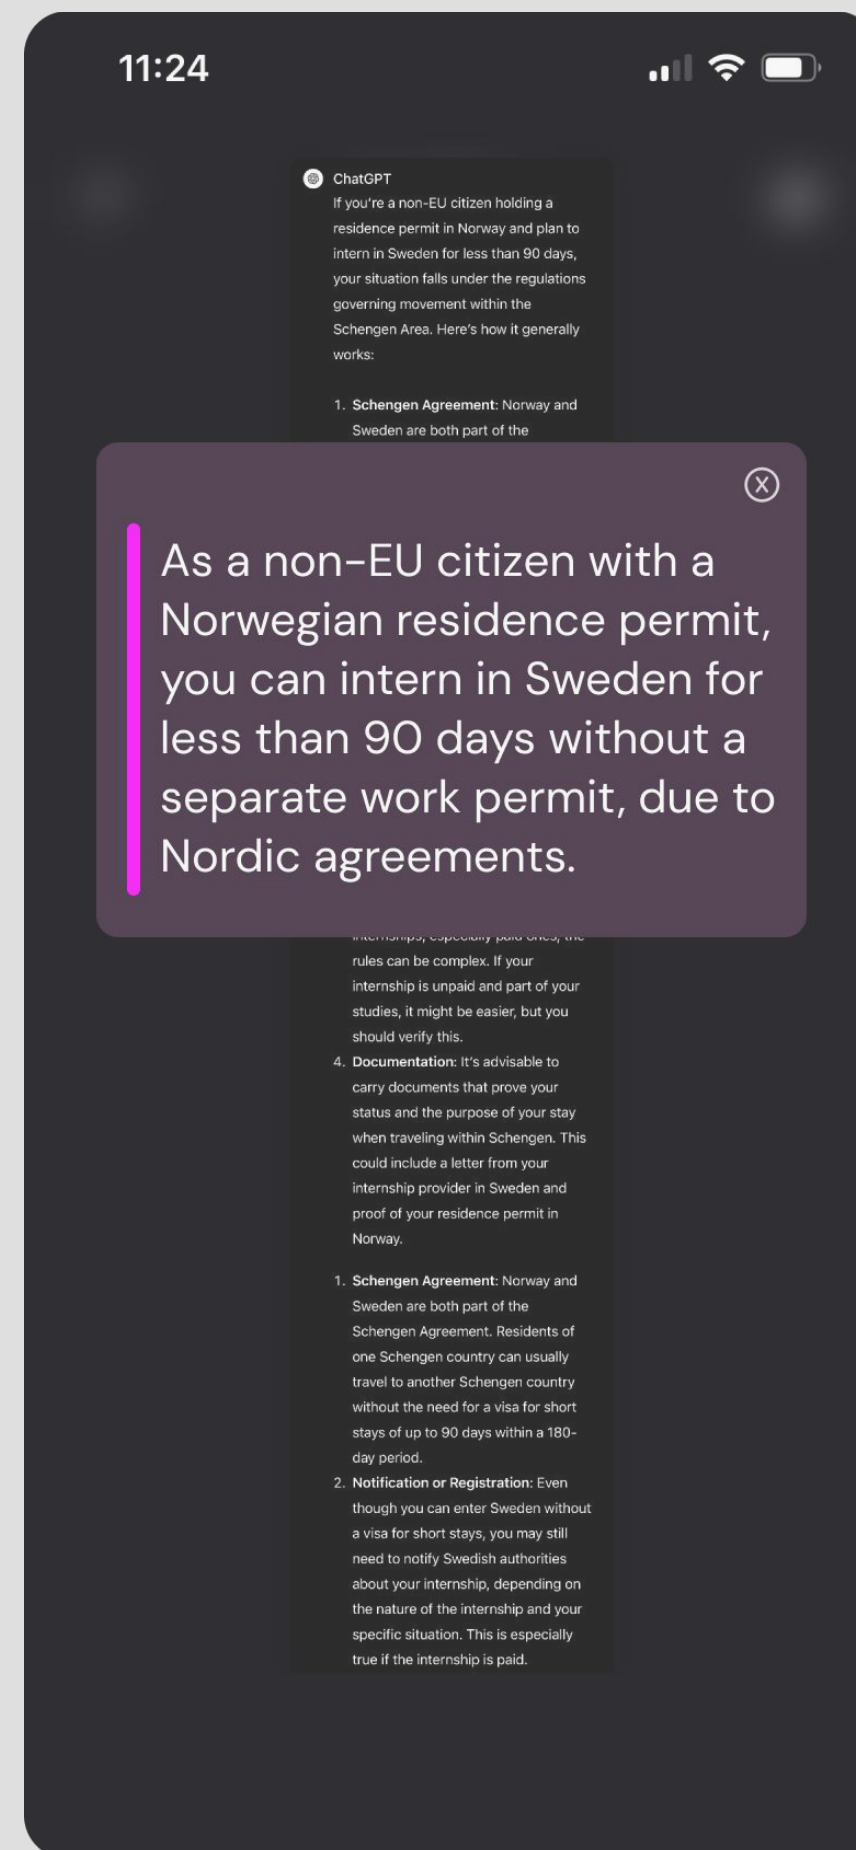 11:24
ChatGPT
If you're a non-EU citizen holding a
residence permit in Norway and plan to
intern in Sweden for less than 90 days,
your situation falls under the regulations
governing movement within the
Schengen Area. Here's how it generally
works:
1. Schengen Agreement: Norway and
Sweden are both part of the
X
As a non-EU citizen with a
Norwegian residence permit,
you can intern in Sweden for
less than 90 days without a
separate work permit, due to
Nordic agreements.
internships, especially paid ones, the
rules can be complex. If your
internship is unpaid and part of your
studies, it might be easier, but you
should verify this.
4. Documentation: It's advisable to
carry documents that prove your
status and the purpose of your stay
when traveling within Schengen. This
could include a letter from your
internship provider in Sweden and
proof of your residence permit in
Norway.
1. Schengen Agreement: Norway and
Sweden are both part of the
Schengen Agreement. Residents of
one Schengen country can usually
travel to another Schengen country
without the need for a visa for short
stays of up to 90 days within a 180-
day period.
2. Notification or Registration: Even
though you can enter Sweden without
a visa for short stays, you may still
need to notify Swedish authorities
about your internship, depending on
the nature of the internship and your
specific situation. This is especially
true if the internship is paid.